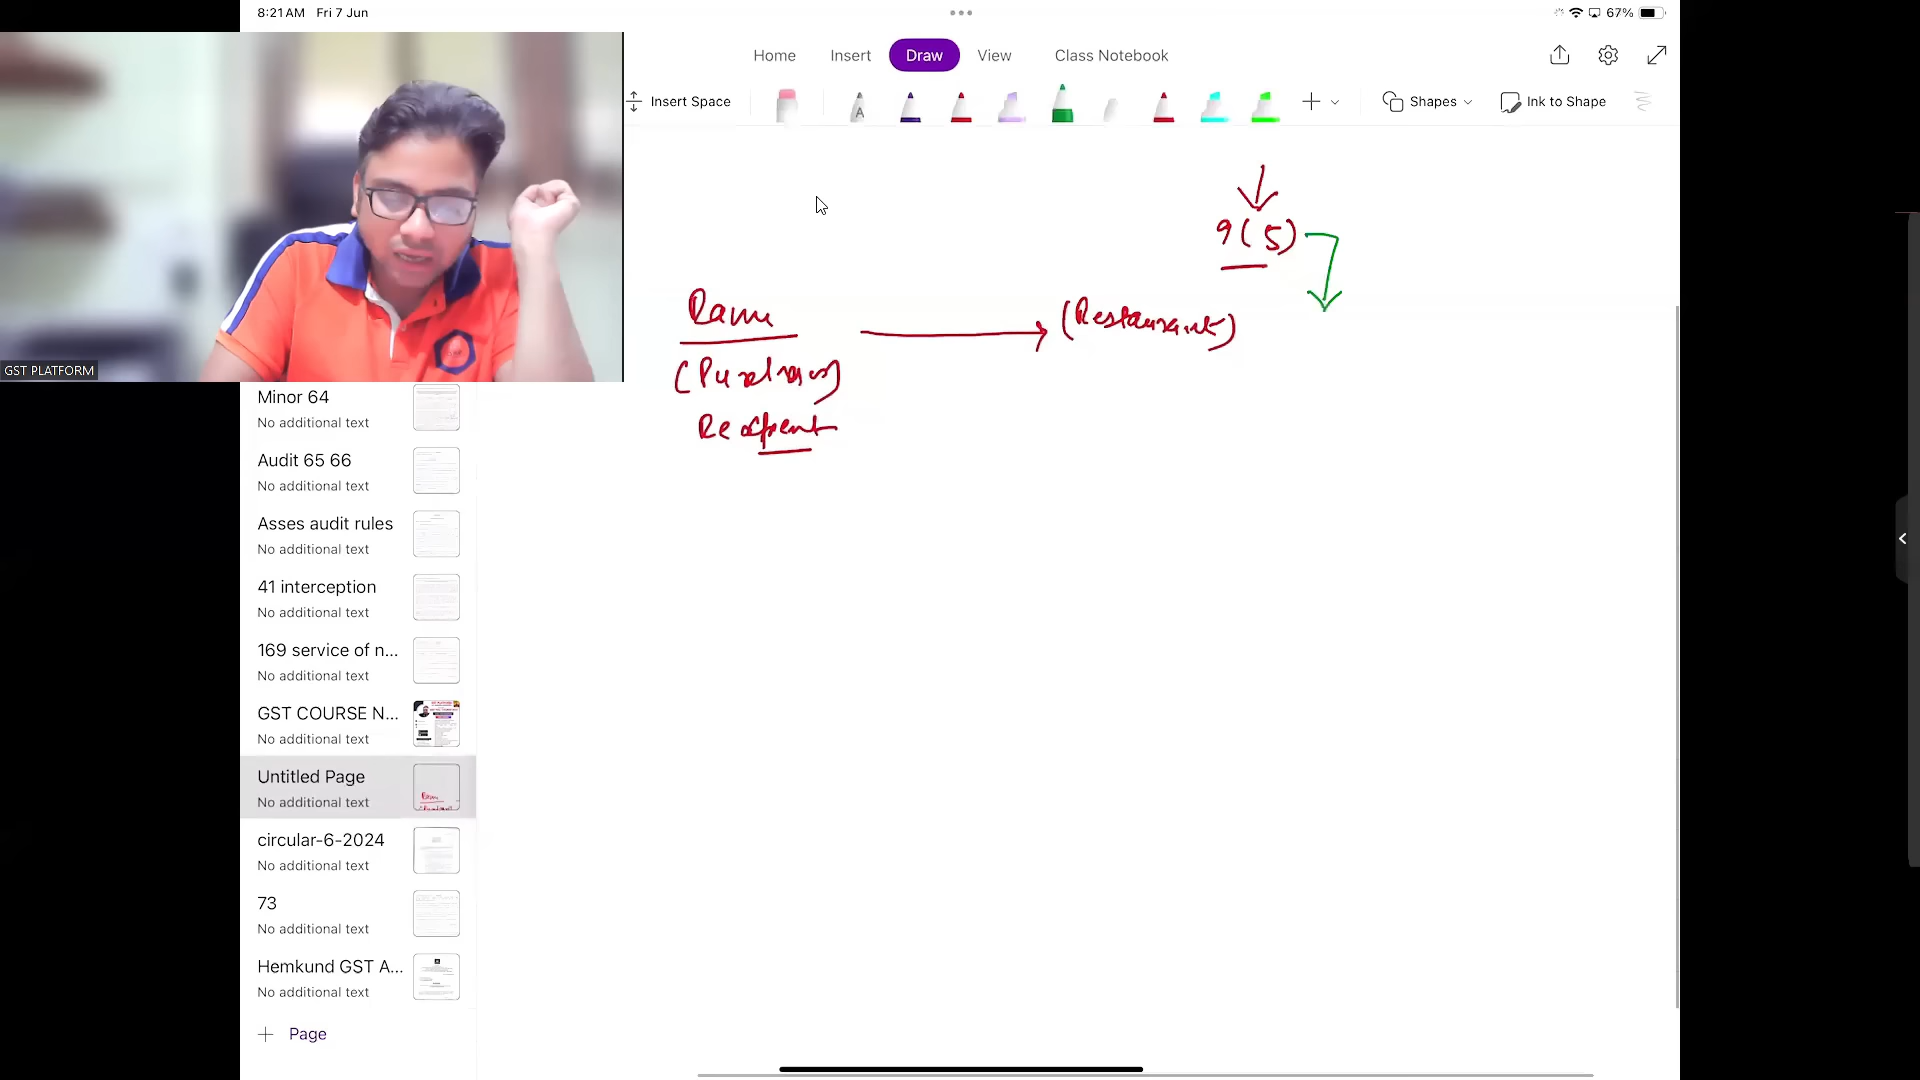 8:21 AM Fri 7 Jun
67%
Home Insert Draw View Class Notebook
Insert Space
A
Shapes
Ink to Shape
9(5)
Ramu
(Restaurant)
(Purchaser)
Recipient
GST PLATFORM
Minor 64
No additional text
Audit 65 66
No additional text
Asses audit rules
No additional text
41 interception
No additional text
169 service of n...
No additional text
GST COURSE N...
No additional text
Untitled Page
No additional text
circular-6-2024
No additional text
73
No additional text
Hemkund GST A...
No additional text
+ Page